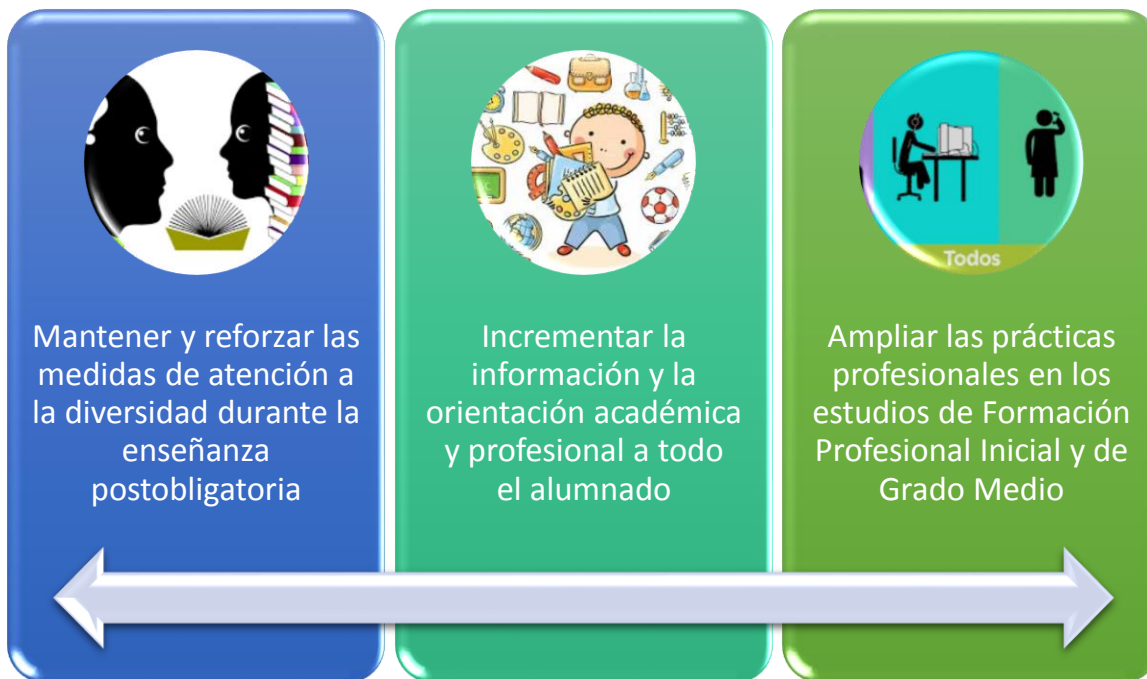 Mantener y reforzar las
medidas de atención a
la diversidad durante la
enseñanza
postobligatoria
Incrementar la
información y la
orientación académica
y profesional a todo
el alumnado
Todos
Ampliar las prácticas
profesionales en los
estudios de Formación
Profesional Inicial y de
Grado Medio